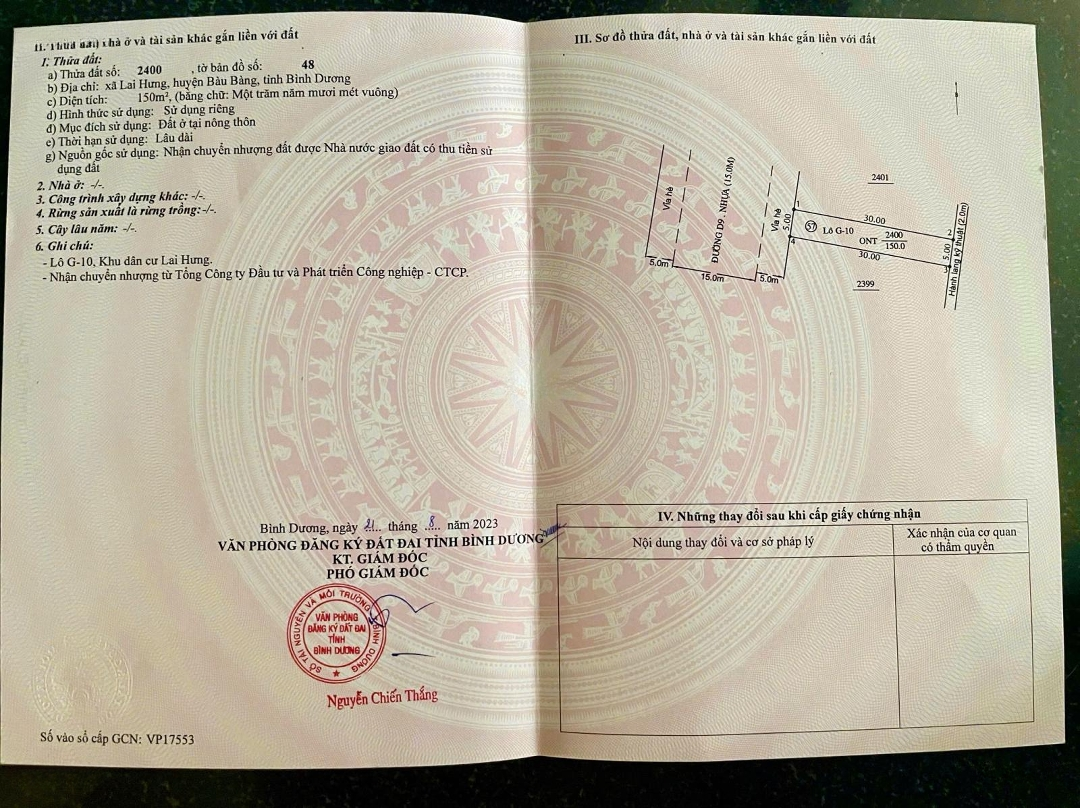 II. Thửa đất, nhà ở và tài sản khác gắn liền với đất
1. Thửa đất:
a) Thửa đất số: 2400 , tờ bản đồ số: 48
b) Địa chỉ: xã Lai Hưng, huyện Bàu Bàng, tỉnh Bình Dương
c) Diện tích: 150m², (bằng chữ: Một trăm năm mươi mét vuông)
d) Hình thức sử dụng: Sử dụng riêng
đ) Mục đích sử dụng: Đất ở tại nông thôn
e) Thời hạn sử dụng: Lâu dài
g) Nguồn gốc sử dụng: Nhận chuyển nhượng đất được Nhà nước giao đất có thu tiền sử
dụng đất
2. Nhà ở: -/-.
3. Công trình xây dựng khác: -/-.
4. Rừng sản xuất là rừng trồng:-/-.
5. Cây lâu năm: -/-.
6. Ghi chú:
- Lô G-10, Khu dân cư Lai Hưng.
- Nhận chuyển nhượng từ Tổng Công ty Đầu tư và Phát triển Công nghiệp - CTCP.
Bình Dương, ngày 21 tháng 8 năm 2023
VĂN PHÒNG ĐĂNG KÝ ĐẤT ĐAI TỈNH BÌNH DƯƠNG
KT. GIÁM ĐỐC
PHÓ GIÁM ĐỐC
SỞ TÀI NGUYÊN VÀ MÔI TRƯỜNG BÌNH DƯƠNG
VĂN PHÒNG
ĐĂNG KÝ ĐẤT ĐAI
TỈNH
BÌNH DƯƠNG
Nguyễn Chiến Thắng
Số vào sổ cấp GCN: VP17553
III. Sơ đồ thửa đất, nhà ở và tài sản khác gắn liền với đất
2401
Vỉa hè
ĐƯỜNG D9 - NHỰA (15.0M)
Vỉa hè
1
5.00
4
57
Lô G-10
30.00
ONT
2400
150.0
30.00
2
5.00
3
Hành lang kỹ thuật (2.0m)
5.0m
15.0m
5.0m
2399
IV. Những thay đổi sau khi cấp giấy chứng nhận
Nội dung thay đổi và cơ sở pháp lý
Xác nhận của cơ quan
có thẩm quyền